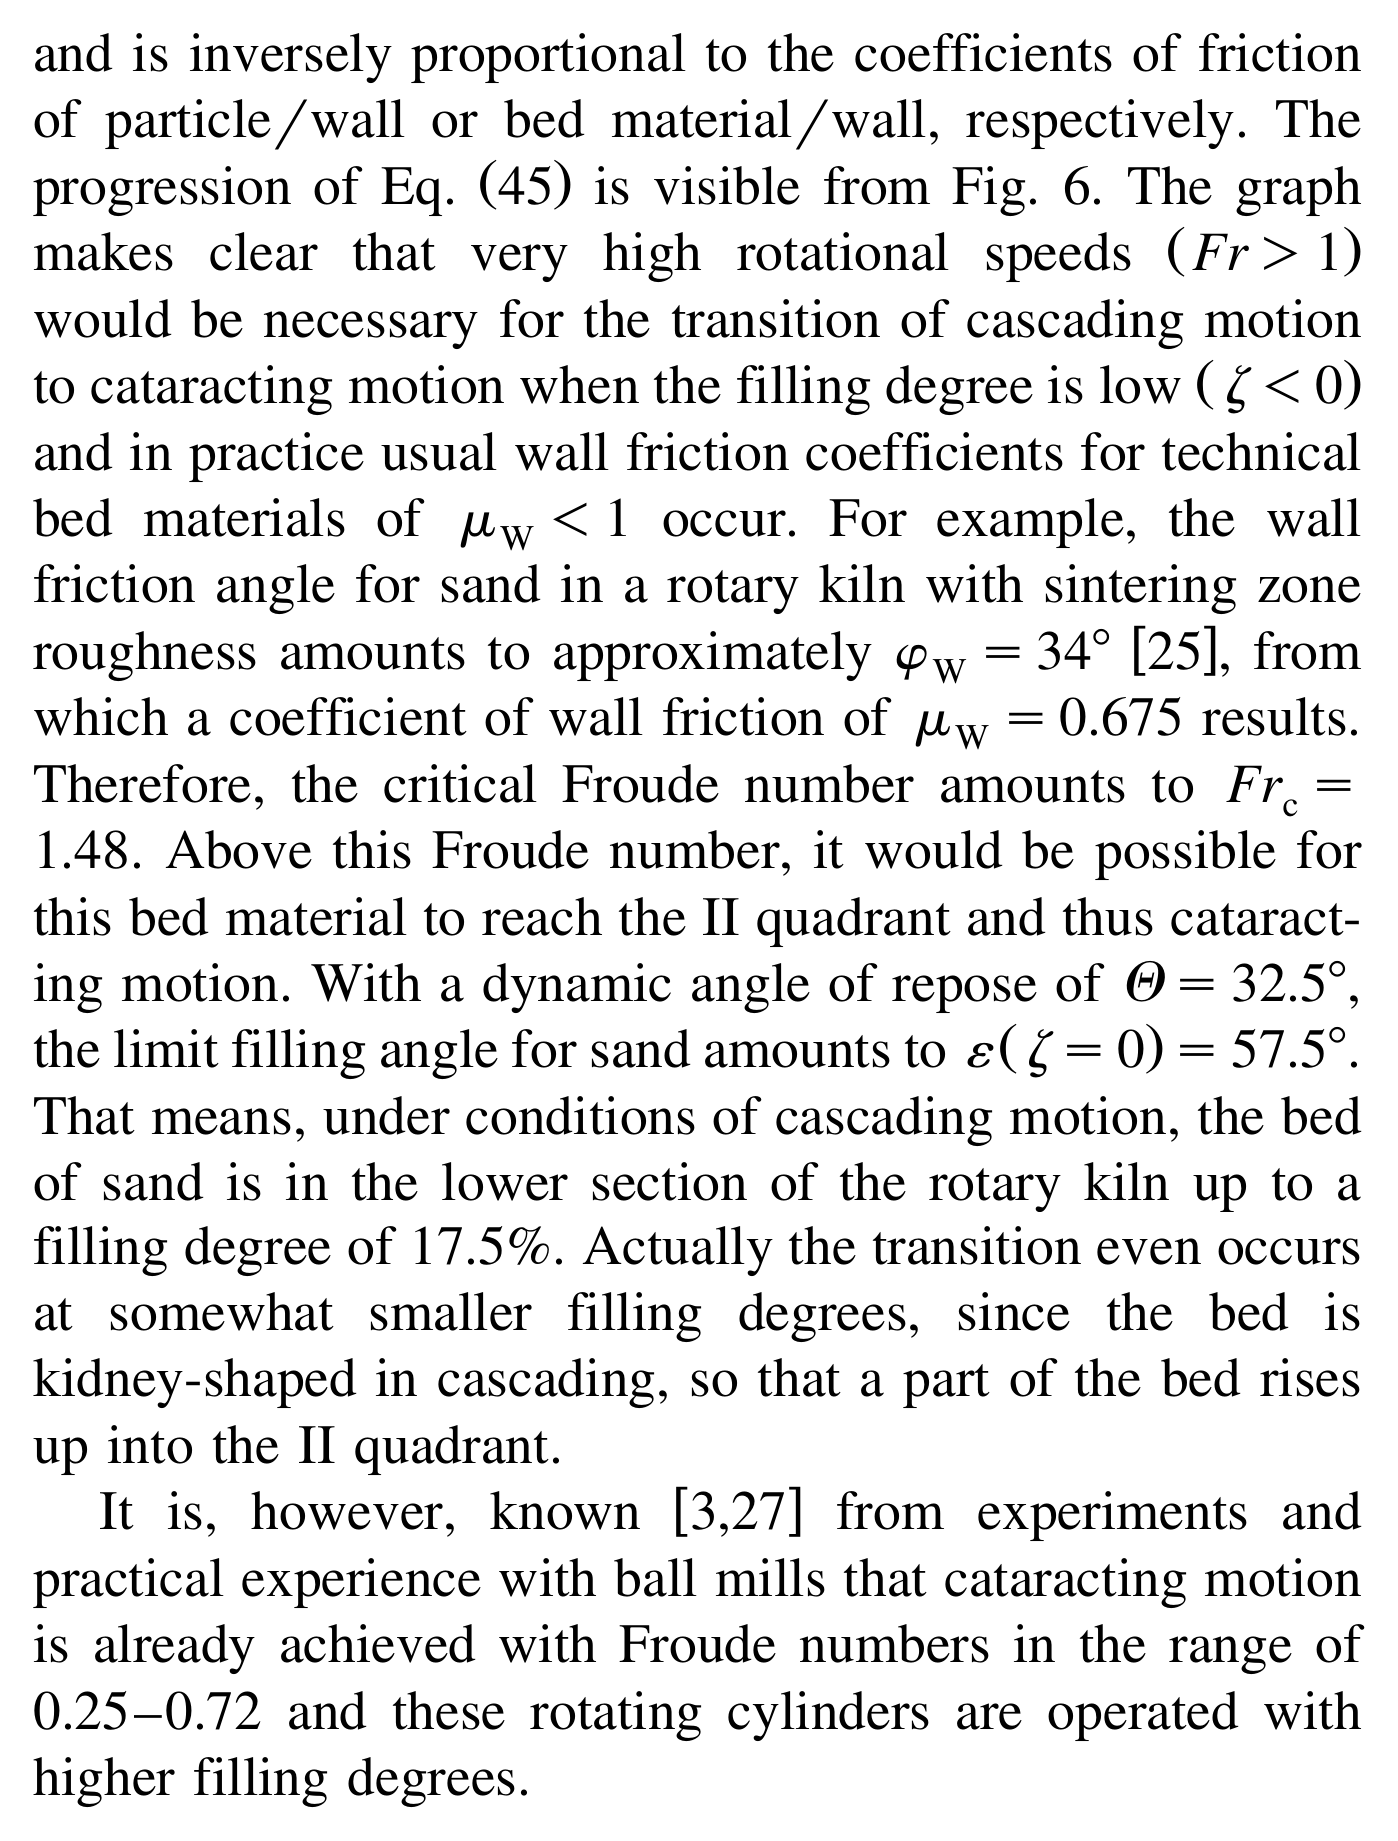 and is inversely proportional to the coefficients of friction
of particle/wall or bed material/wall, respectively. The
progression of Eq. (45) is visible from Fig. 6. The graph
makes clear that very high rotational speeds (Fr > 1)
would be necessary for the transition of cascading motion
to cataracting motion when the filling degree is low (ζ < 0)
and in practice usual wall friction coefficients for technical
bed materials of μ_W < 1 occur. For example, the wall
friction angle for sand in a rotary kiln with sintering zone
roughness amounts to approximately φ_W = 34° [25], from
which a coefficient of wall friction of μ_W = 0.675 results.
Therefore, the critical Froude number amounts to Fr_c =
1.48. Above this Froude number, it would be possible for
this bed material to reach the II quadrant and thus cataract-
ing motion. With a dynamic angle of repose of Θ = 32.5°,
the limit filling angle for sand amounts to ε(ζ = 0) = 57.5°.
That means, under conditions of cascading motion, the bed
of sand is in the lower section of the rotary kiln up to a
filling degree of 17.5%. Actually the transition even occurs
at somewhat smaller filling degrees, since the bed is
kidney-shaped in cascading, so that a part of the bed rises
up into the II quadrant.
It is, however, known [3,27] from experiments and
practical experience with ball mills that cataracting motion
is already achieved with Froude numbers in the range of
0.25–0.72 and these rotating cylinders are operated with
higher filling degrees.